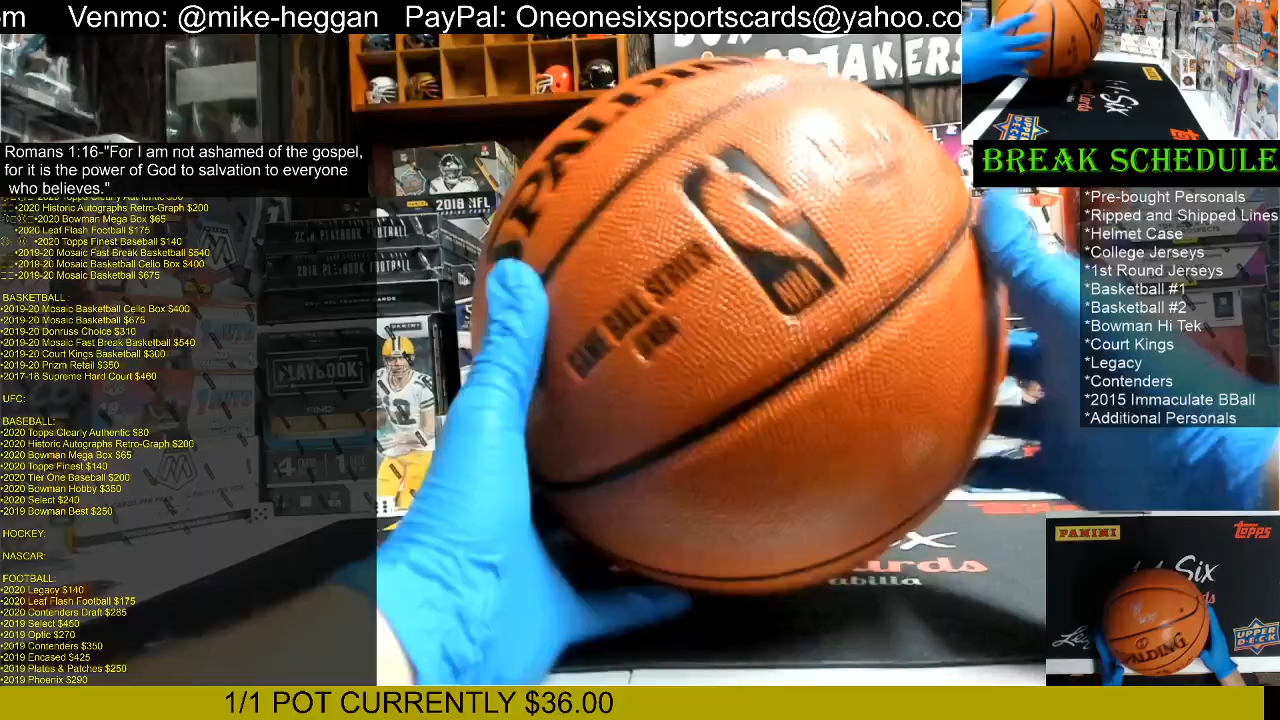 om Venmo: @mike-heggan PayPal: Oneonesixsportscards@yahoo.co
Romans 1:16-"For I am not ashamed of the gospel,
for it is the power of God to salvation to everyone
who believes."
•2020 Historic Autographs Retro-Graph $200
•2020 Bowman Mega Box $65
•2020 Leaf Flash Football $175
•2020 Topps Finest Baseball $140
•2019-20 Mosaic Fast Break Basketball $540
•2019-20 Mosaic Basketball Cello Box $400
•2019-20 Mosaic Basketball $675
BASKETBALL:
•2019-20 Mosaic Basketball Cello Box $400
•2019-20 Mosaic Basketball $675
•2019-20 Donruss Choice $310
•2019-20 Mosaic Fast Break Basketball $540
•2019-20 Court Kings Basketball $300
•2019-20 Prizm Retail $350
•2017-18 Supreme Hard Court $460
UFC:
BASEBALL:
•2020 Topps Clearly Authentic $80
•2020 Historic Autographs Retro-Graph $200
•2020 Bowman Mega Box $65
•2020 Topps Finest $140
•2020 Tier One Baseball $200
•2020 Bowman Hobby $350
•2020 Select $240
•2019 Bowman Best $250
HOCKEY:
NASCAR:
FOOTBALL:
•2020 Legacy $140
•2020 Leaf Flash Football $175
•2020 Contenders Draft $285
•2019 Select $450
•2019 Optic $270
•2019 Contenders $350
•2019 Encased $425
•2019 Plates & Patches $250
•2019 Phoenix $290
SPALDING
NBA
GAME BALL SERIES
2018 NFL
2018 PLAYBOOK FOOTBALL
PLAYBOOK
BREAKERS
Six
Cards
UPPER
DECK
BREAK SCHEDULE
*Pre-bought Personals
*Ripped and Shipped Lines
*Helmet Case
*College Jerseys
*1st Round Jerseys
*Basketball #1
*Basketball #2
*Bowman Hi Tek
*Court Kings
*Legacy
*Contenders
*2015 Immaculate BBall
*Additional Personals
PANINI
topps
Six
SPALDING
UPPER
DECK
1/1 POT CURRENTLY $36.00